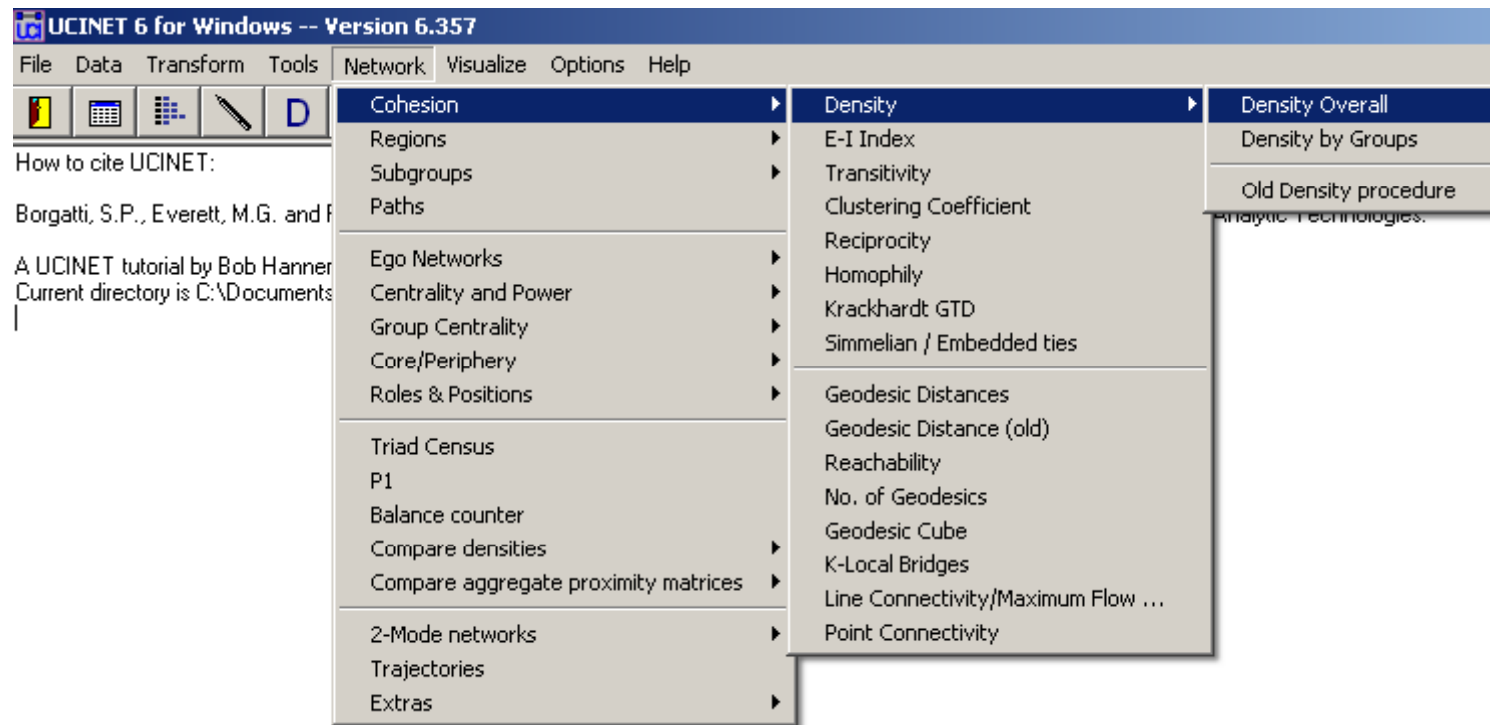 UCINET 6 for Windows -- Version 6.357
File Data Transform Tools Network Visualize Options Help
D
How to cite UCINET:
Borgatti, S.P., Everett, M.G. and
Analytic Technologies.
A UCINET tutorial by Bob Hanner
Current directory is C:\Documents
Cohesion
Regions
Subgroups
Paths
Ego Networks
Centrality and Power
Group Centrality
Core/Periphery
Roles & Positions
Triad Census
P1
Balance counter
Compare densities
Compare aggregate proximity matrices
2-Mode networks
Trajectories
Extras
Density
E-I Index
Transitivity
Clustering Coefficient
Reciprocity
Homophily
Krackhardt GTD
Simmelian / Embedded ties
Geodesic Distances
Geodesic Distance (old)
Reachability
No. of Geodesics
Geodesic Cube
K-Local Bridges
Line Connectivity/Maximum Flow ...
Point Connectivity
Density Overall
Density by Groups
Old Density procedure